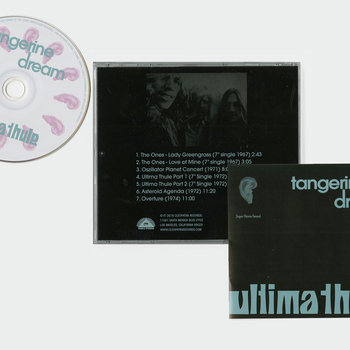 tangerine
dream
ultima thule
1. The Ones - Lady Greengrass (7" single 1967) 2:43
2. The Ones - Love of Mine (7" single 1967) 3:05
3. Oscillator Planet Concert (1971) 8:
4. Ultima Thule Part 1 (7" Single 1972)
5. Ultima Thule Part 2 (7" Single 1972)
6. Asteroid Agenda (1972) 11:00
7. Overture (1974) 11:00
tangerine
dre
ultima th